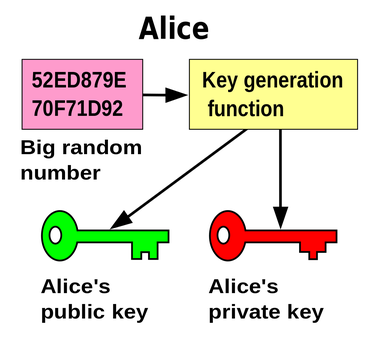 Alice
52ED879E
70F71D92
Key generation
function
Big random
number
Alice's
public key
Alice's
private key